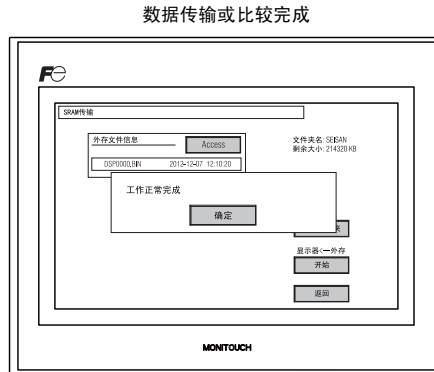 数据传输或比较完成
Fe
SRAM传输
外存文件信息
Access
文件夹名: SEISAN
剩余大小: 214320 KB
DSP0000.BIN 2012-12-07 12:10:20
工作正常完成
确定
显示器<—外存
开始
返回
MONITOUCH